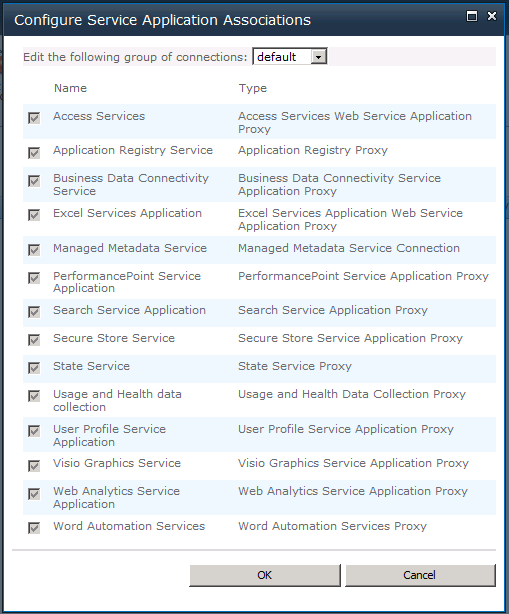 Configure Service Application Associations
Edit the following group of connections: default
Name Type
Access Services Access Services Web Service Application
Proxy
Application Registry Service Application Registry Proxy
Business Data Connectivity Business Data Connectivity Service
Service Application Proxy
Excel Services Application Excel Services Application Web Service
Application Proxy
Managed Metadata Service Managed Metadata Service Connection
PerformancePoint Service PerformancePoint Service Application Proxy
Application
Search Service Application Search Service Application Proxy
Secure Store Service Secure Store Service Application Proxy
State Service State Service Proxy
Usage and Health data Usage and Health Data Collection Proxy
collection
User Profile Service User Profile Service Application Proxy
Application
Visio Graphics Service Visio Graphics Service Application Proxy
Web Analytics Service Web Analytics Service Application Proxy
Application
Word Automation Services Word Automation Services Proxy
OK Cancel